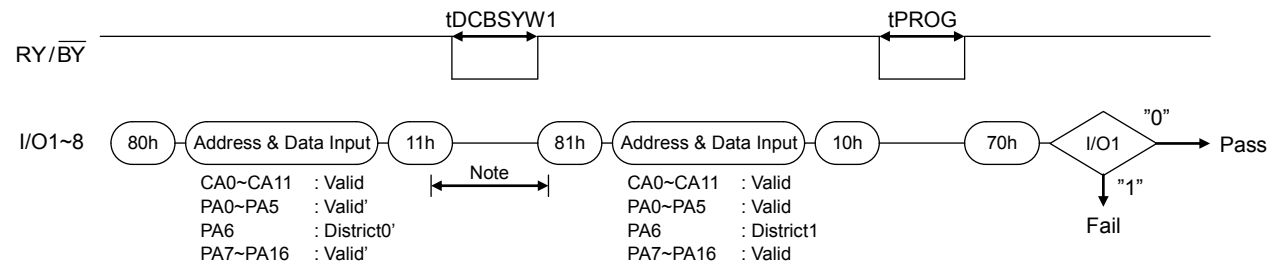 tDCBSYW1 tPROG
RY/BY
I/O1~8 80h Address & Data Input 11h 81h Address & Data Input 10h 70h I/O1 ”0” Pass
Note ”1”
CA0~CA11 : Valid CA0~CA11 : Valid
PA0~PA5 : Valid’ PA0~PA5 : Valid
PA6 : District0’ PA6 : District1 Fail
PA7~PA16 : Valid’ PA7~PA16 : Valid